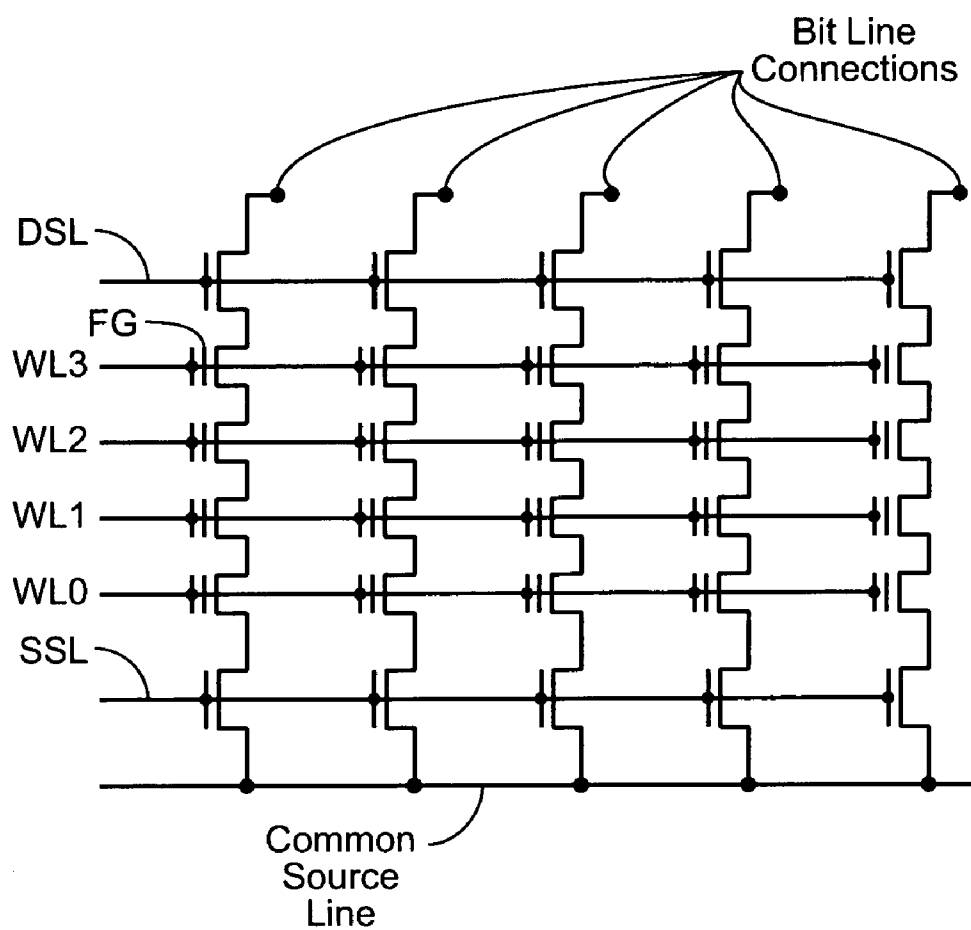 Bit Line
Connections
DSL
FG
WL3
WL2
WL1
WL0
SSL
Common
Source
Line